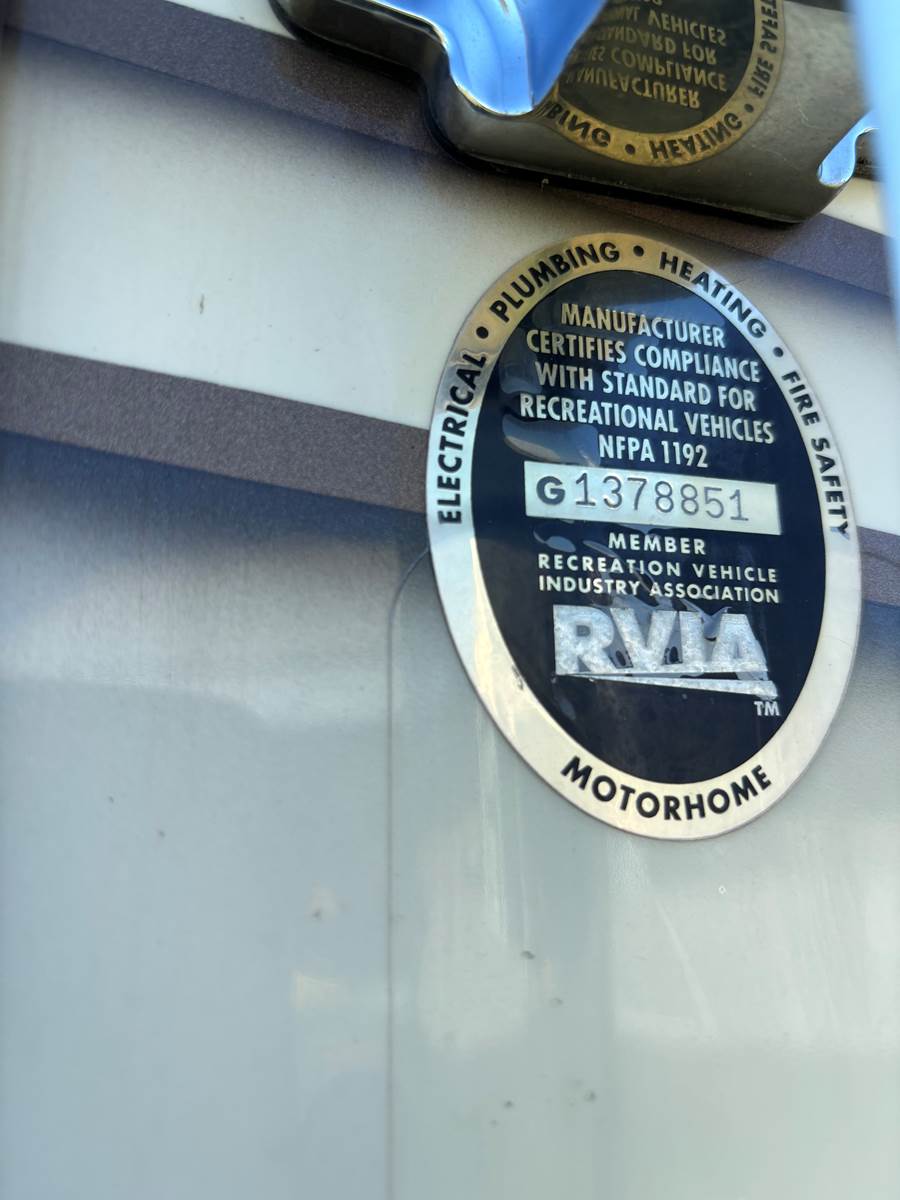 ELECTRICAL • PLUMBING • HEATING • FIRE SAFETY
MANUFACTURER
CERTIFIES COMPLIANCE
WITH STANDARD FOR
RECREATIONAL VEHICLES
NFPA 1192
G1378851
MEMBER
RECREATION VEHICLE
INDUSTRY ASSOCIATION
RVIA
TM
MOTORHOME